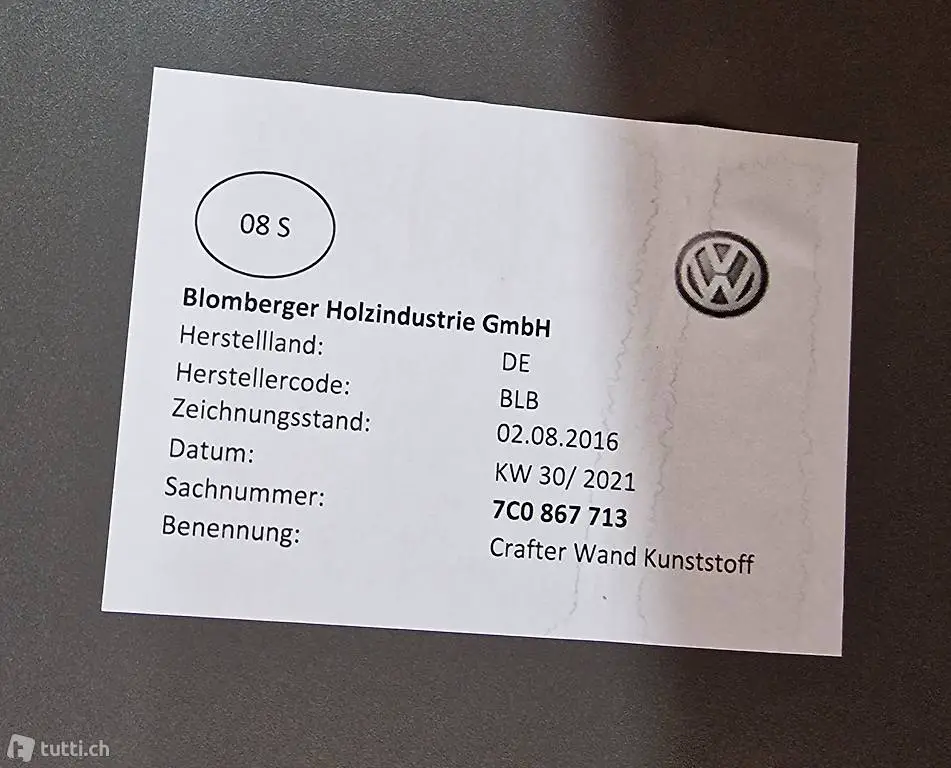 08 S
Blomberger Holzindustrie GmbH
Herstellland: DE
Herstellercode: BLB
Zeichnungsstand: 02.08.2016
Datum: KW 30/ 2021
Sachnummer: 7C0 867 713
Benennung: Crafter Wand Kunststoff
tutti.ch